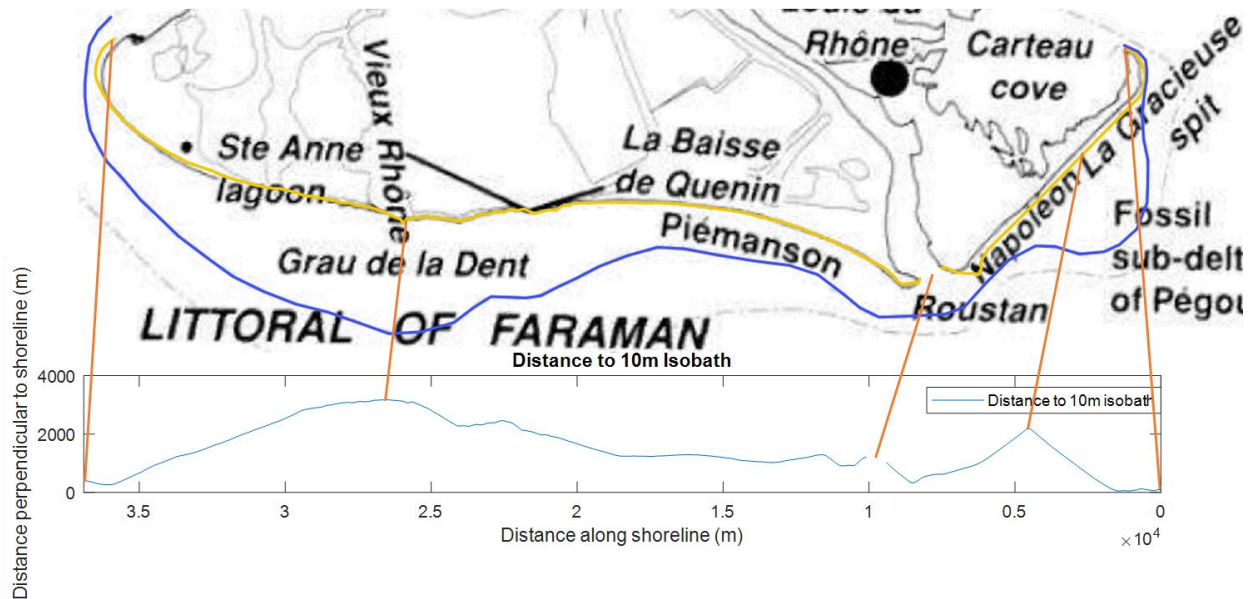 Rhône
Carteau
cove
Vieux Rhône
La Gracieuse
spit
Ste Anne
lagoon
La Baisse
de Quenin
Piémanson
Napoleon
Grau de la Dent
Roustan
Fossil
sub-delt
of Pégou
LITTORAL OF FARAMAN
Distance to 10m Isobath
Distance perpendicular to shoreline (m)
4000
2000
0
Distance to 10m isobath
3.5
3
2.5
2
1.5
1
0.5
0
Distance along shoreline (m)
×10⁴